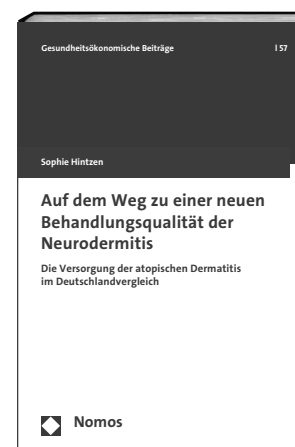 Gesundheitsökonomische Beiträge | 57
Sophie Hintzen
Auf dem Weg zu einer neuen
Behandlungsqualität der
Neurodermitis
Die Versorgung der atopischen Dermatitis
im Deutschlandvergleich
Nomos